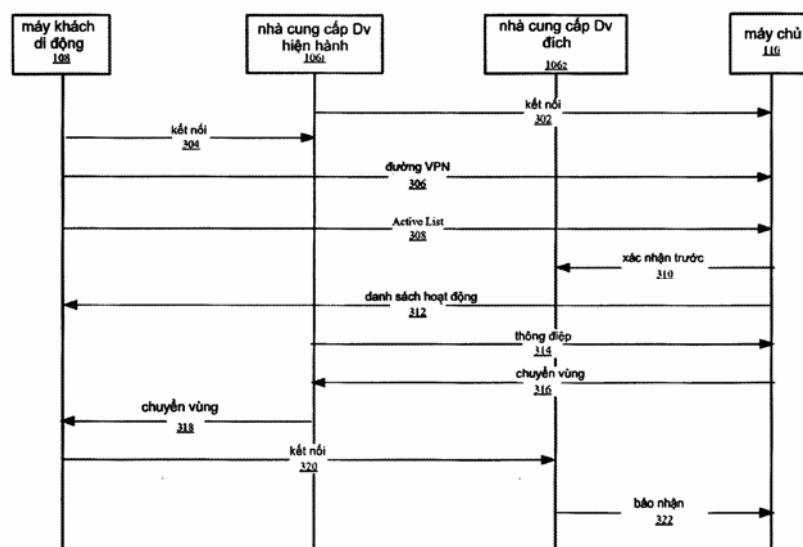 máy khách
di động
108
nhà cung cấp Dv
hiện hành
1061
nhà cung cấp Dv
đích
1062
máy chủ
110
kết nối
302
kết nối
304
đường VPN
306
Active List
308
xác nhận trước
310
danh sách hoạt động
312
thông điệp
314
chuyển vùng
316
chuyển vùng
318
kết nối
320
báo nhận
322